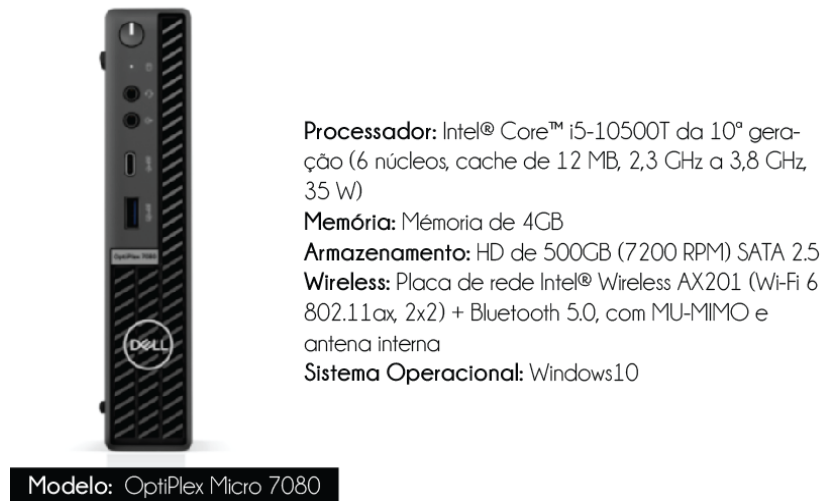 OptiPlex 7080
DELL
Processador: Intel® Core™ i5-10500T da 10ª gera-
ção (6 núcleos, cache de 12 MB, 2,3 GHz a 3,8 GHz,
35 W)
Memória: Mémoria de 4GB
Armazenamento: HD de 500GB (7200 RPM) SATA 2.5
Wireless: Placa de rede Intel® Wireless AX201 (Wi-Fi 6
802.11ax, 2x2) + Bluetooth 5.0, com MU-MIMO e
antena interna
Sistema Operacional: Windows10
Modelo: OptiPlex Micro 7080